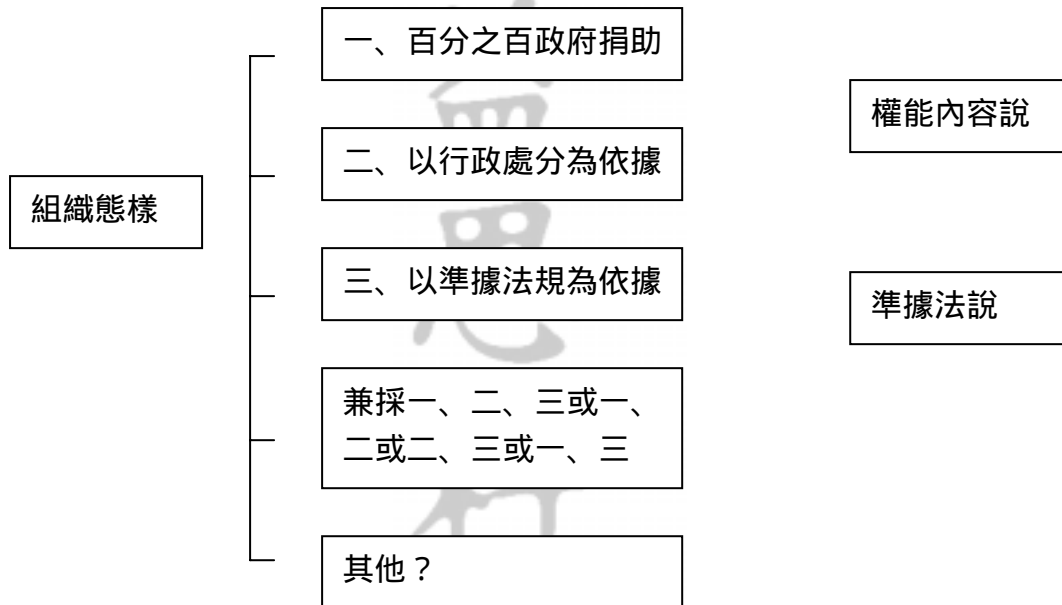 組織態樣
一、百分之百政府捐助
二、以行政處分為依據
三、以準據法規為依據
兼採一、二、三或一、
二或二、三或一、三
其他？
權能內容說
準據法說